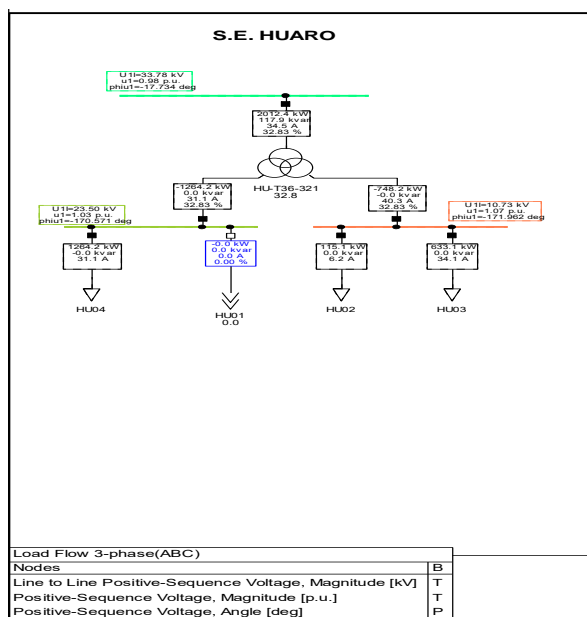 S.E. HUARO
U1l=33.78 kV
u1=0.98 p.u.
phiu1=-17.734 deg
2012.4 kW
117.9 kvar
34.5 A
32.83 %
HU-T36-321
32.8
-1264.2 kW
0.0 kvar
31.1 A
32.83 %
-748.2 kW
-0.0 kvar
40.3 A
32.83 %
U1l=23.50 kV
u1=1.03 p.u.
phiu1=-170.571 deg
U1l=10.73 kV
u1=1.07 p.u.
phiu1=-171.962 deg
1264.2 kW
-0.0 kvar
31.1 A
-0.0 kW
0.0 kvar
0.0 A
0.00 %
115.1 kW
0.0 kvar
6.2 A
633.1 kW
0.0 kvar
34.1 A
HU04
HU01
0.0
HU02
HU03
Load Flow 3-phase(ABC)
Nodes B
Line to Line Positive-Sequence Voltage, Magnitude [kV] T
Positive-Sequence Voltage, Magnitude [p.u.] T
Positive-Sequence Voltage, Angle [deg] P